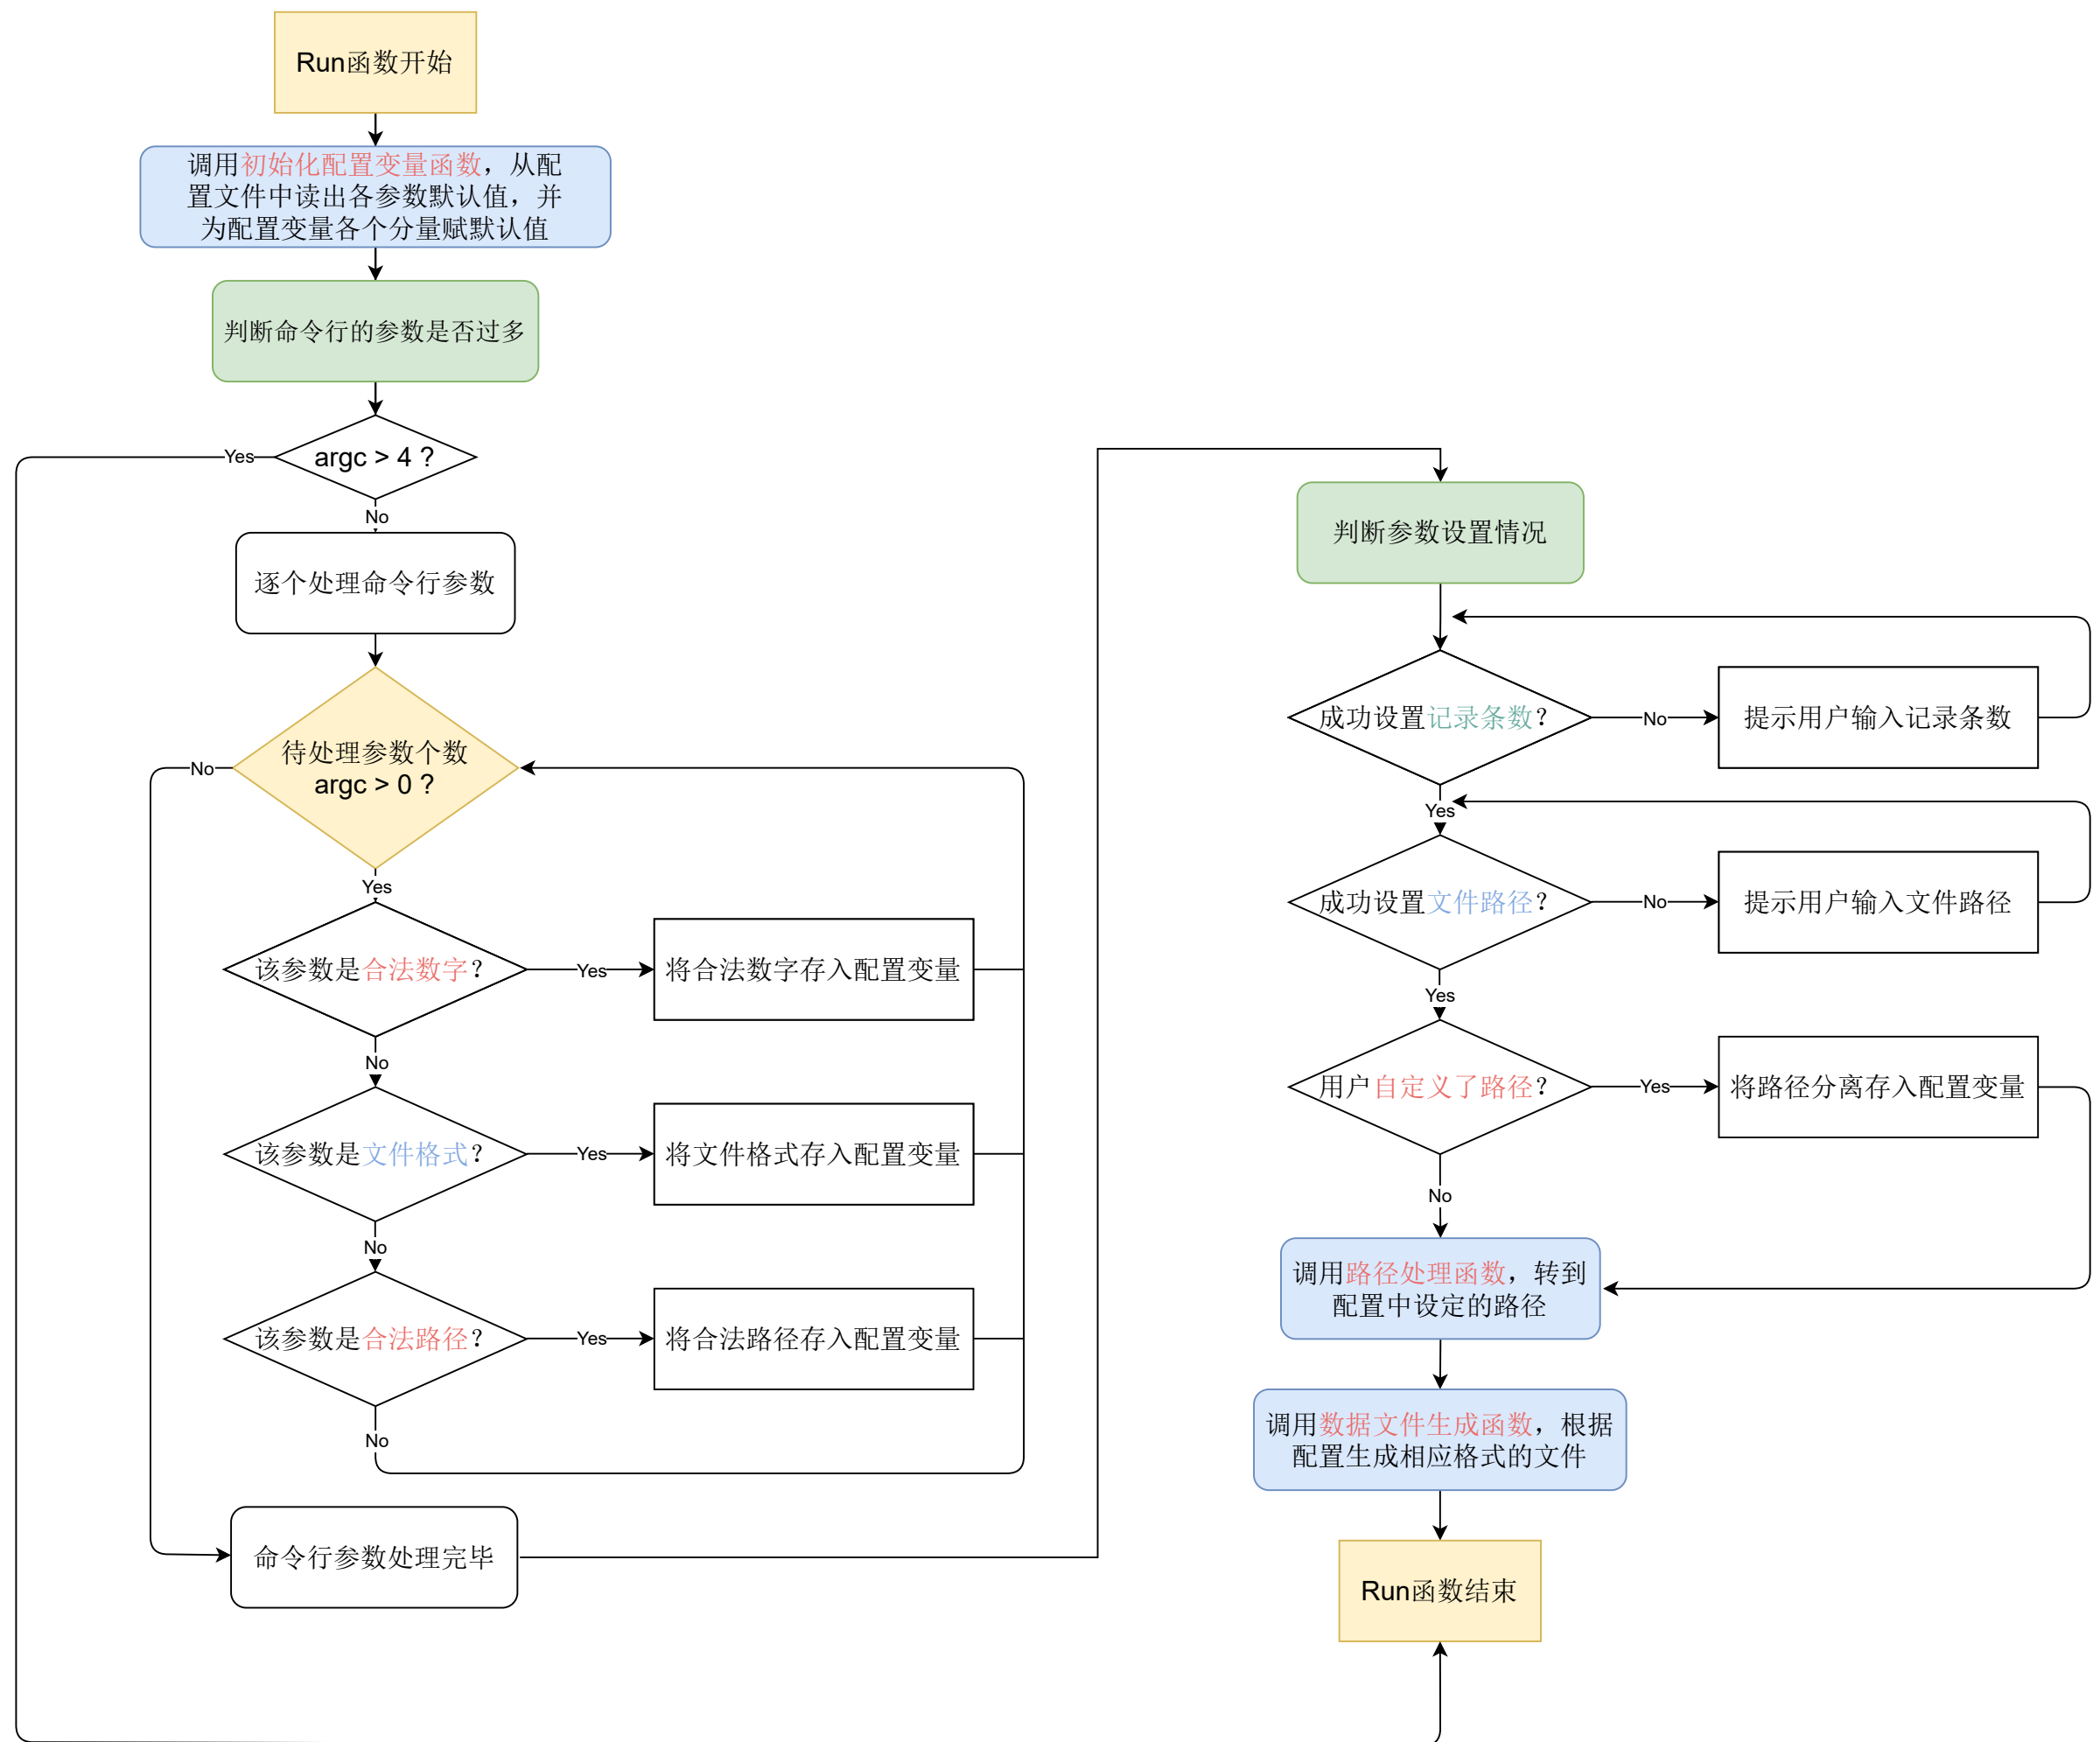 Run函数开始
调用初始化配置变量函数，从配
置文件中读出各参数默认值，并
为配置变量各个分量赋默认值
判断命令行的参数是否过多
argc > 4 ?
Yes
No
逐个处理命令行参数
待处理参数个数
argc > 0 ?
No
Yes
该参数是合法数字？
Yes
将合法数字存入配置变量
No
该参数是文件格式？
Yes
将文件格式存入配置变量
No
该参数是合法路径？
Yes
将合法路径存入配置变量
No
命令行参数处理完毕
判断参数设置情况
成功设置记录条数？
No
提示用户输入记录条数
Yes
成功设置文件路径？
No
提示用户输入文件路径
Yes
用户自定义了路径？
Yes
将路径分离存入配置变量
No
调用路径处理函数，转到
配置中设定的路径
调用数据文件生成函数，根据
配置生成相应格式的文件
Run函数结束